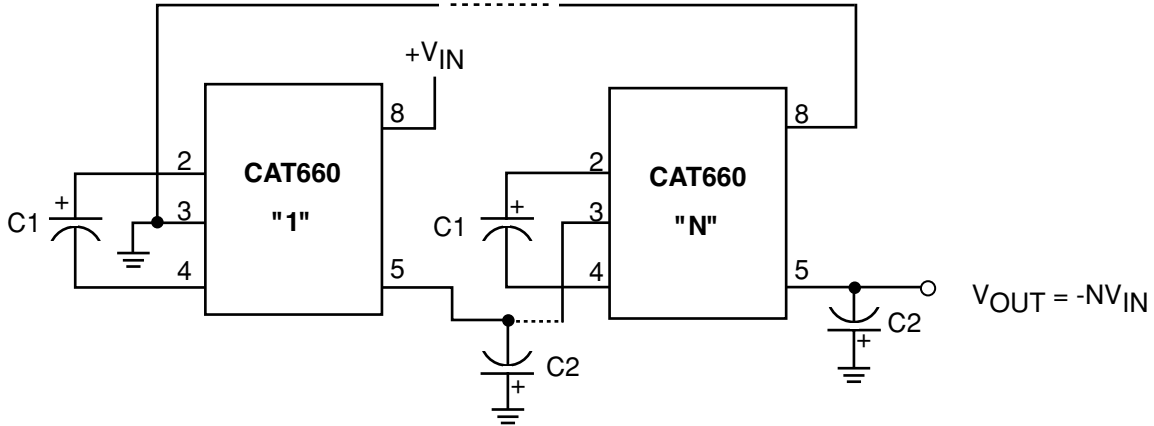 +VIN
8
8
CAT660
"1"
CAT660
"N"
2
3
4
2
3
4
+
C1
+
C1
5
5
VOUT = -NVIN
C2
+
C2
+